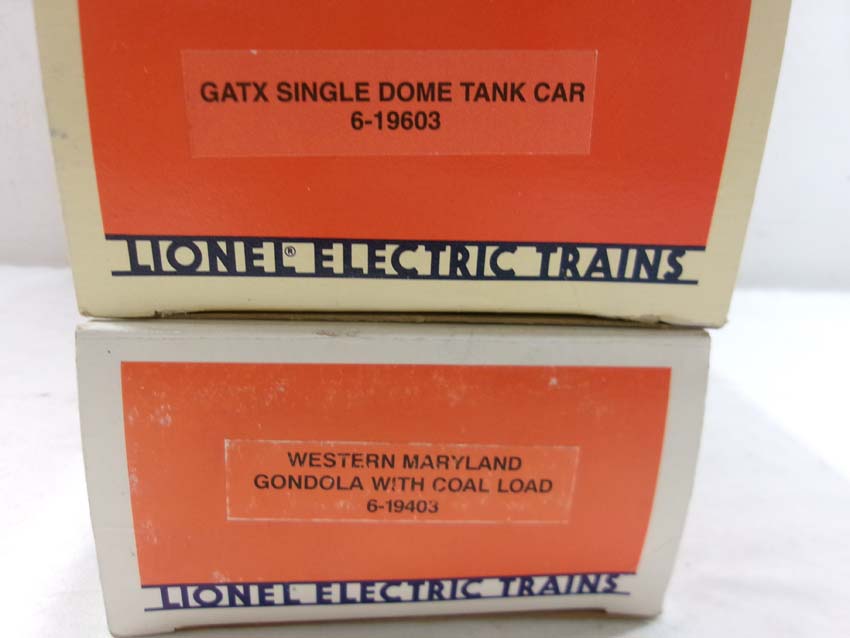 GATX SINGLE DOME TANK CAR
6-19603
LIONEL® ELECTRIC TRAINS
WESTERN MARYLAND
GONDOLA WITH COAL LOAD
6-19403
LIONEL ELECTRIC TRAINS